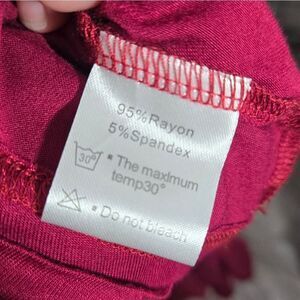 95%Rayon
5%Spandex
30° * The maximum
temp30°
* Do not bleach